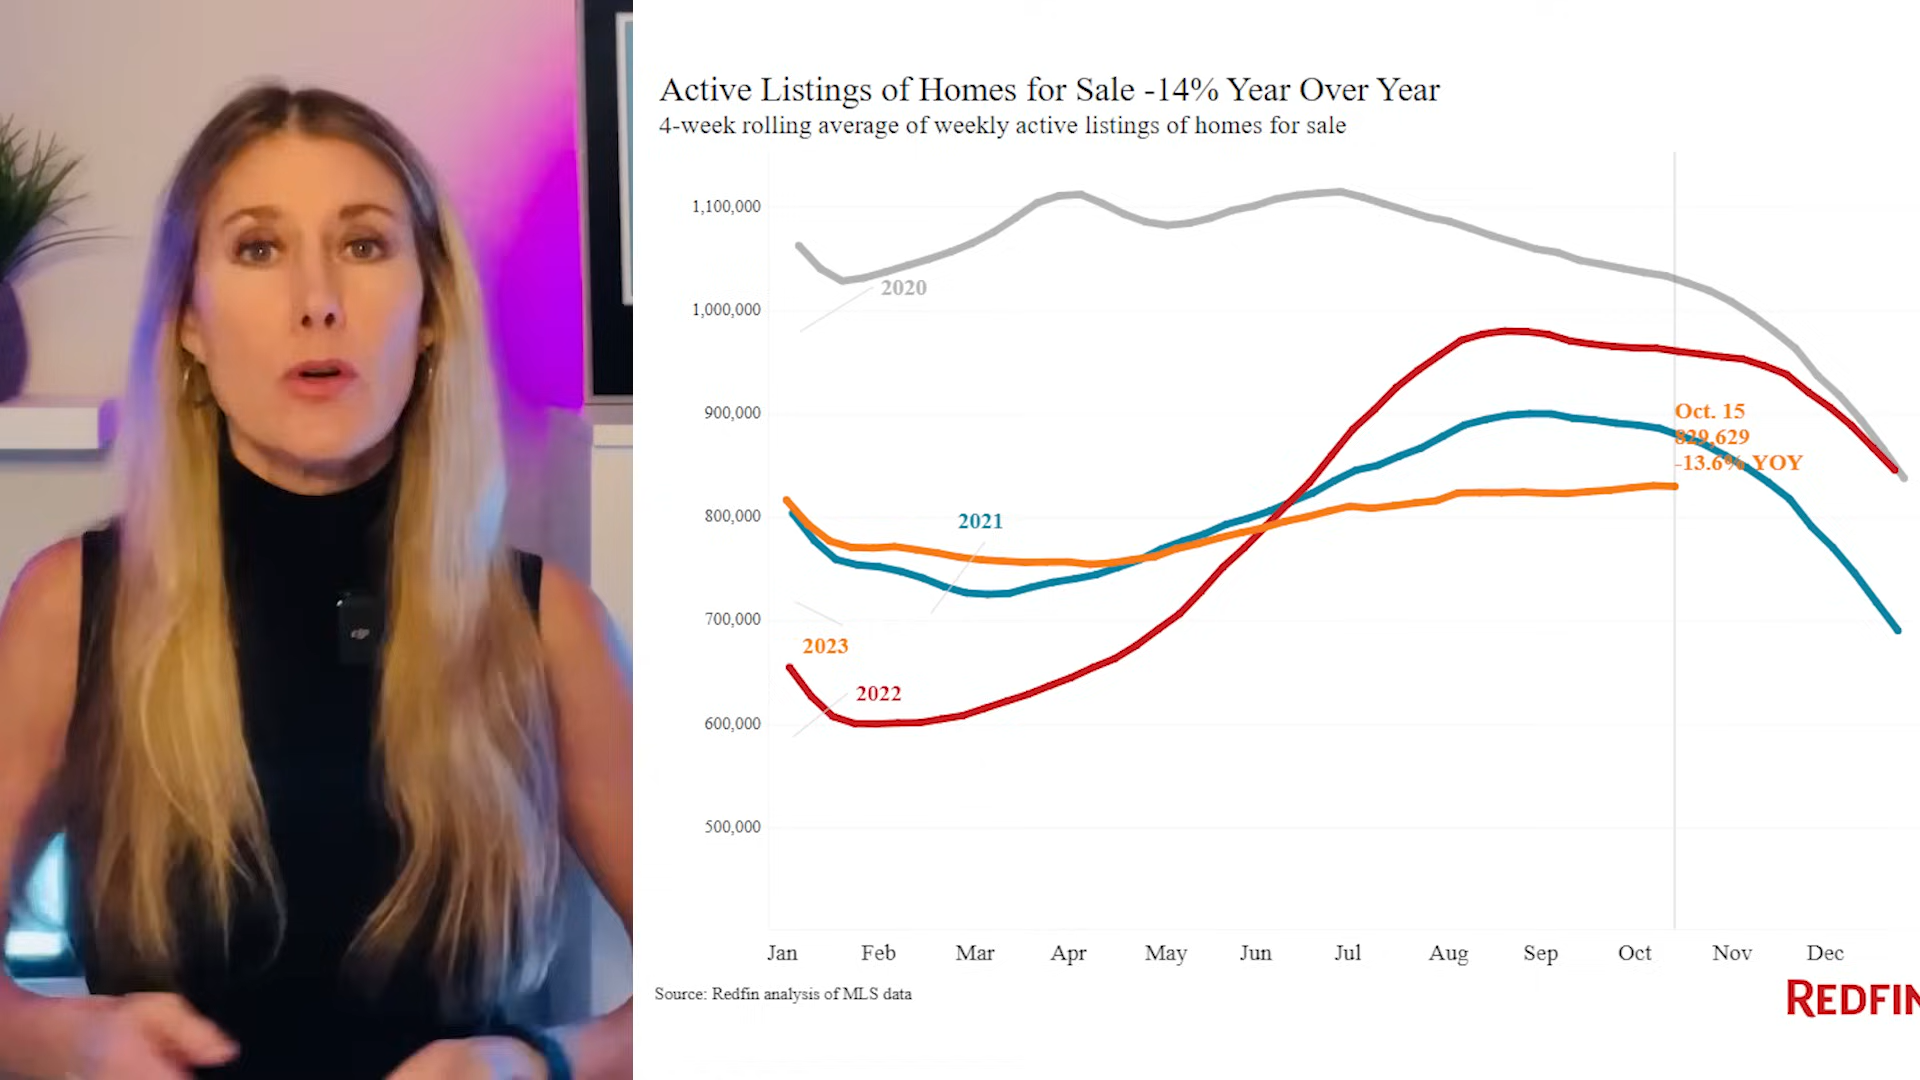 Active Listings of Homes for Sale -14% Year Over Year
4-week rolling average of weekly active listings of homes for sale
1,100,000
1,000,000
900,000
800,000
700,000
600,000
500,000
2020
2021
2023
2022
Oct. 15
829,629
-13.6% YOY
Jan Feb Mar Apr May Jun Jul Aug Sep Oct Nov Dec
Source: Redfin analysis of MLS data
REDFIN
dji